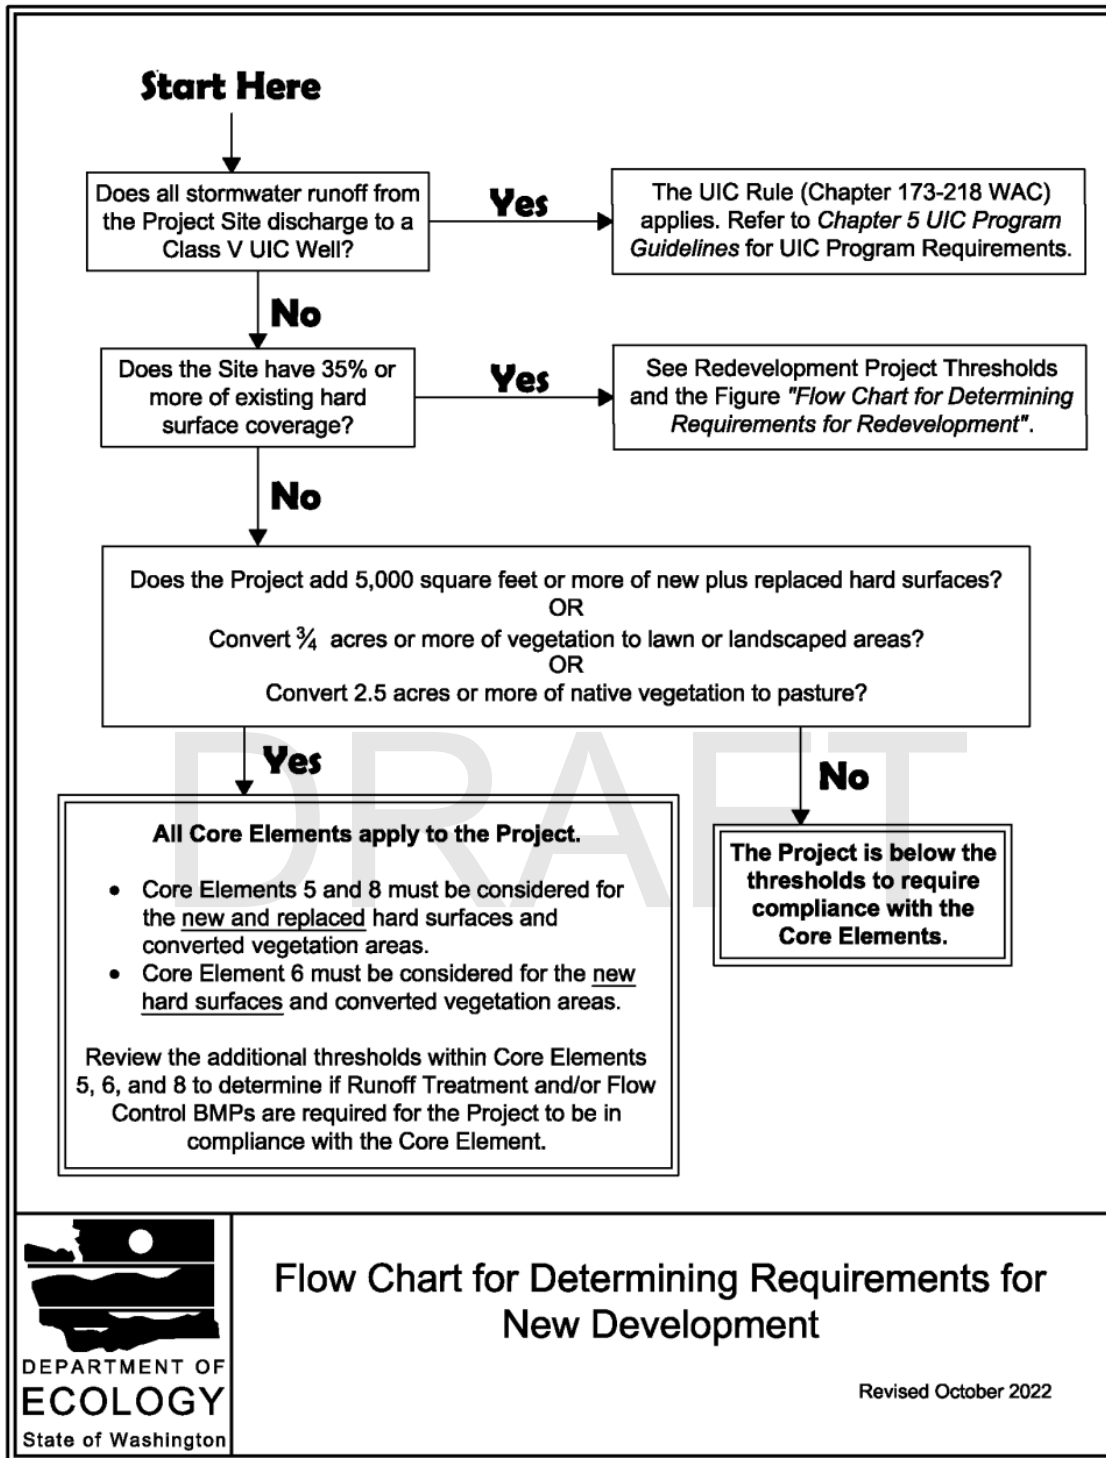 Start Here
Does all stormwater runoff from
the Project Site discharge to a
Class V UIC Well?
Yes
The UIC Rule (Chapter 173-218 WAC)
applies. Refer to Chapter 5 UIC Program
Guidelines for UIC Program Requirements.
No
Does the Site have 35% or
more of existing hard
surface coverage?
Yes
See Redevelopment Project Thresholds
and the Figure "Flow Chart for Determining
Requirements for Redevelopment".
No
Does the Project add 5,000 square feet or more of new plus replaced hard surfaces?
OR
Convert ¾ acres or more of vegetation to lawn or landscaped areas?
OR
Convert 2.5 acres or more of native vegetation to pasture?
DRAFT
Yes
No
All Core Elements apply to the Project.
• Core Elements 5 and 8 must be considered for
the new and replaced hard surfaces and
converted vegetation areas.
• Core Element 6 must be considered for the new
hard surfaces and converted vegetation areas.
Review the additional thresholds within Core Elements
5, 6, and 8 to determine if Runoff Treatment and/or Flow
Control BMPs are required for the Project to be in
compliance with the Core Element.
The Project is below the
thresholds to require
compliance with the
Core Elements.
DEPARTMENT OF
ECOLOGY
State of Washington
Flow Chart for Determining Requirements for
New Development
Revised October 2022